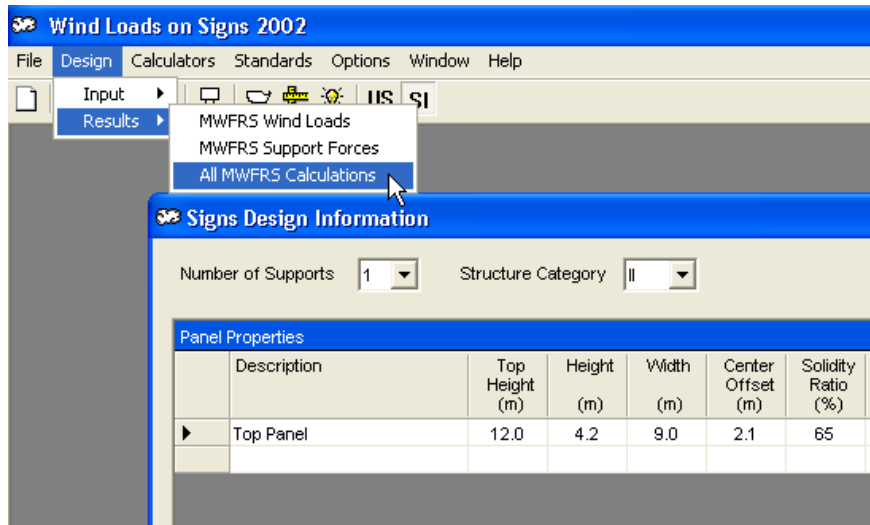 Wind Loads on Signs 2002
File Design Calculators Standards Options Window Help
Input US SI
Results MWFRS Wind Loads
MWFRS Support Forces
All MWFRS Calculations
Signs Design Information
Number of Supports 1 Structure Category II
Panel Properties
Description Top Height (m) Height (m) Width (m) Center Offset (m) Solidity Ratio (%)
Top Panel 12.0 4.2 9.0 2.1 65